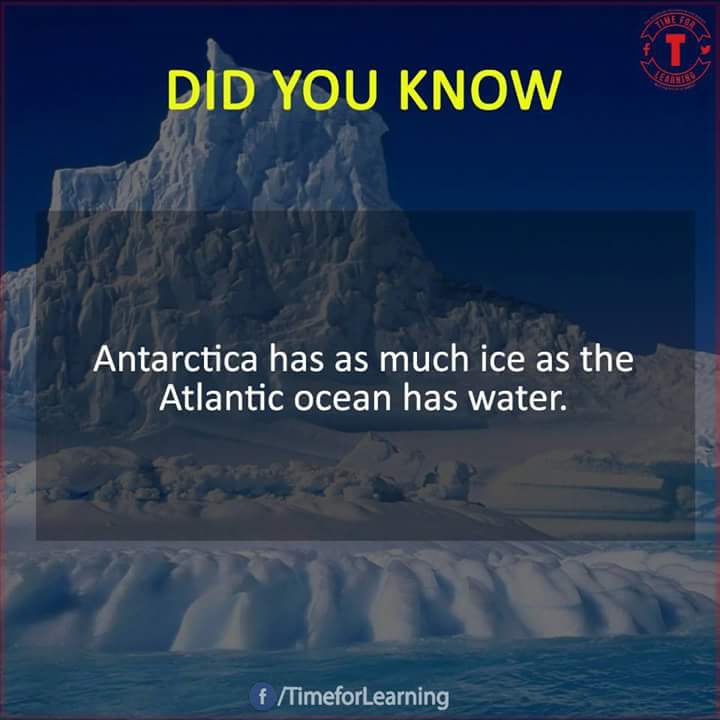 TIME FOR
T
LEARNING
DID YOU KNOW
Antarctica has as much ice as the
Atlantic ocean has water.
f /TimeforLearning